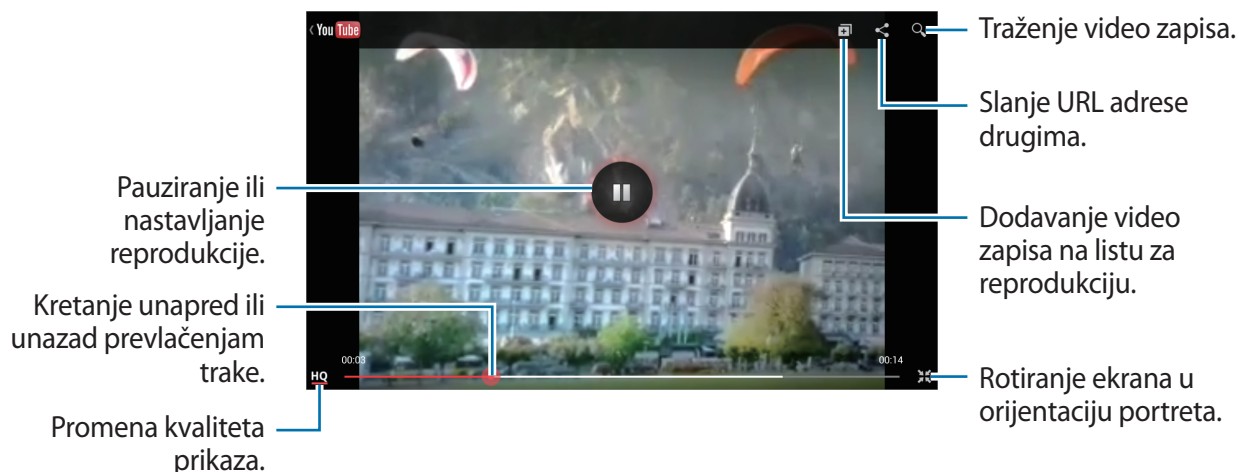 You Tube
Traženje video zapisa.
Slanje URL adrese
drugima.
Pauziranje ili
nastavljanje
reprodukcije.
Dodavanje video
zapisa na listu za
reprodukciju.
Kretanje unapred ili
unazad prevlačenjam
trake.
00:03
00:14
HQ
Rotiranje ekrana u
orijentaciju portreta.
Promena kvaliteta
prikaza.